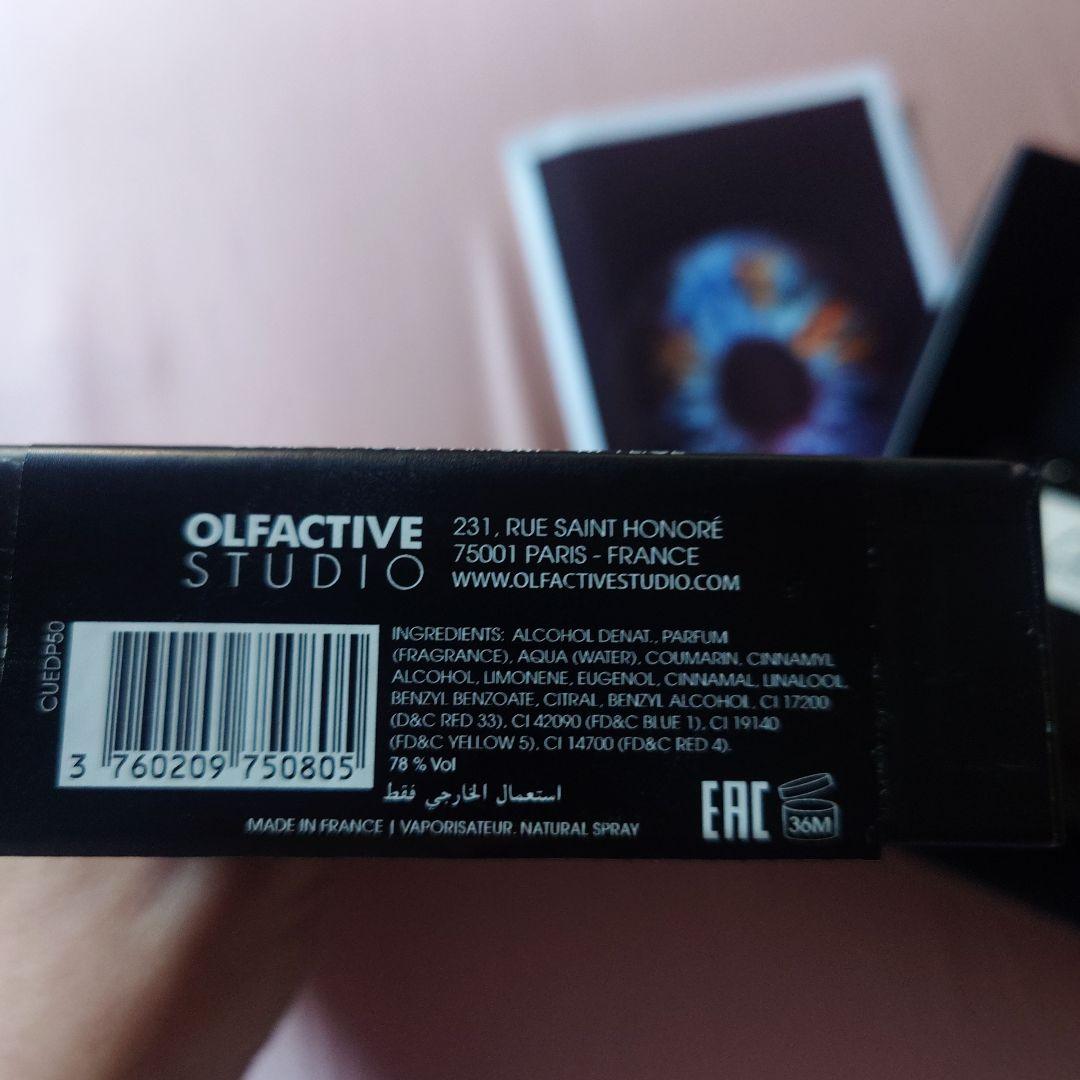 OLFACTIVE
STUDIO
231, RUE SAINT HONORÉ
75001 PARIS - FRANCE
WWW.OLFACTIVESTUDIO.COM
CUEDP50
3 760209 750805
INGREDIENTS: ALCOHOL DENAT., PARFUM
(FRAGRANCE), AQUA (WATER), COUMARIN, CINNAMYL
ALCOHOL, LIMONENE, EUGENOL, CINNAMAL, LINALOOL,
BENZYL BENZOATE, CITRAL, BENZYL ALCOHOL, CI 17200
(D&C RED 33), CI 42090 (FD&C BLUE 1), CI 19140
(FD&C YELLOW 5), CI 14700 (FD&C RED 4).
78 % Vol
استعمال الخارجي فقط
MADE IN FRANCE | VAPORISATEUR. NATURAL SPRAY
EAC
36M